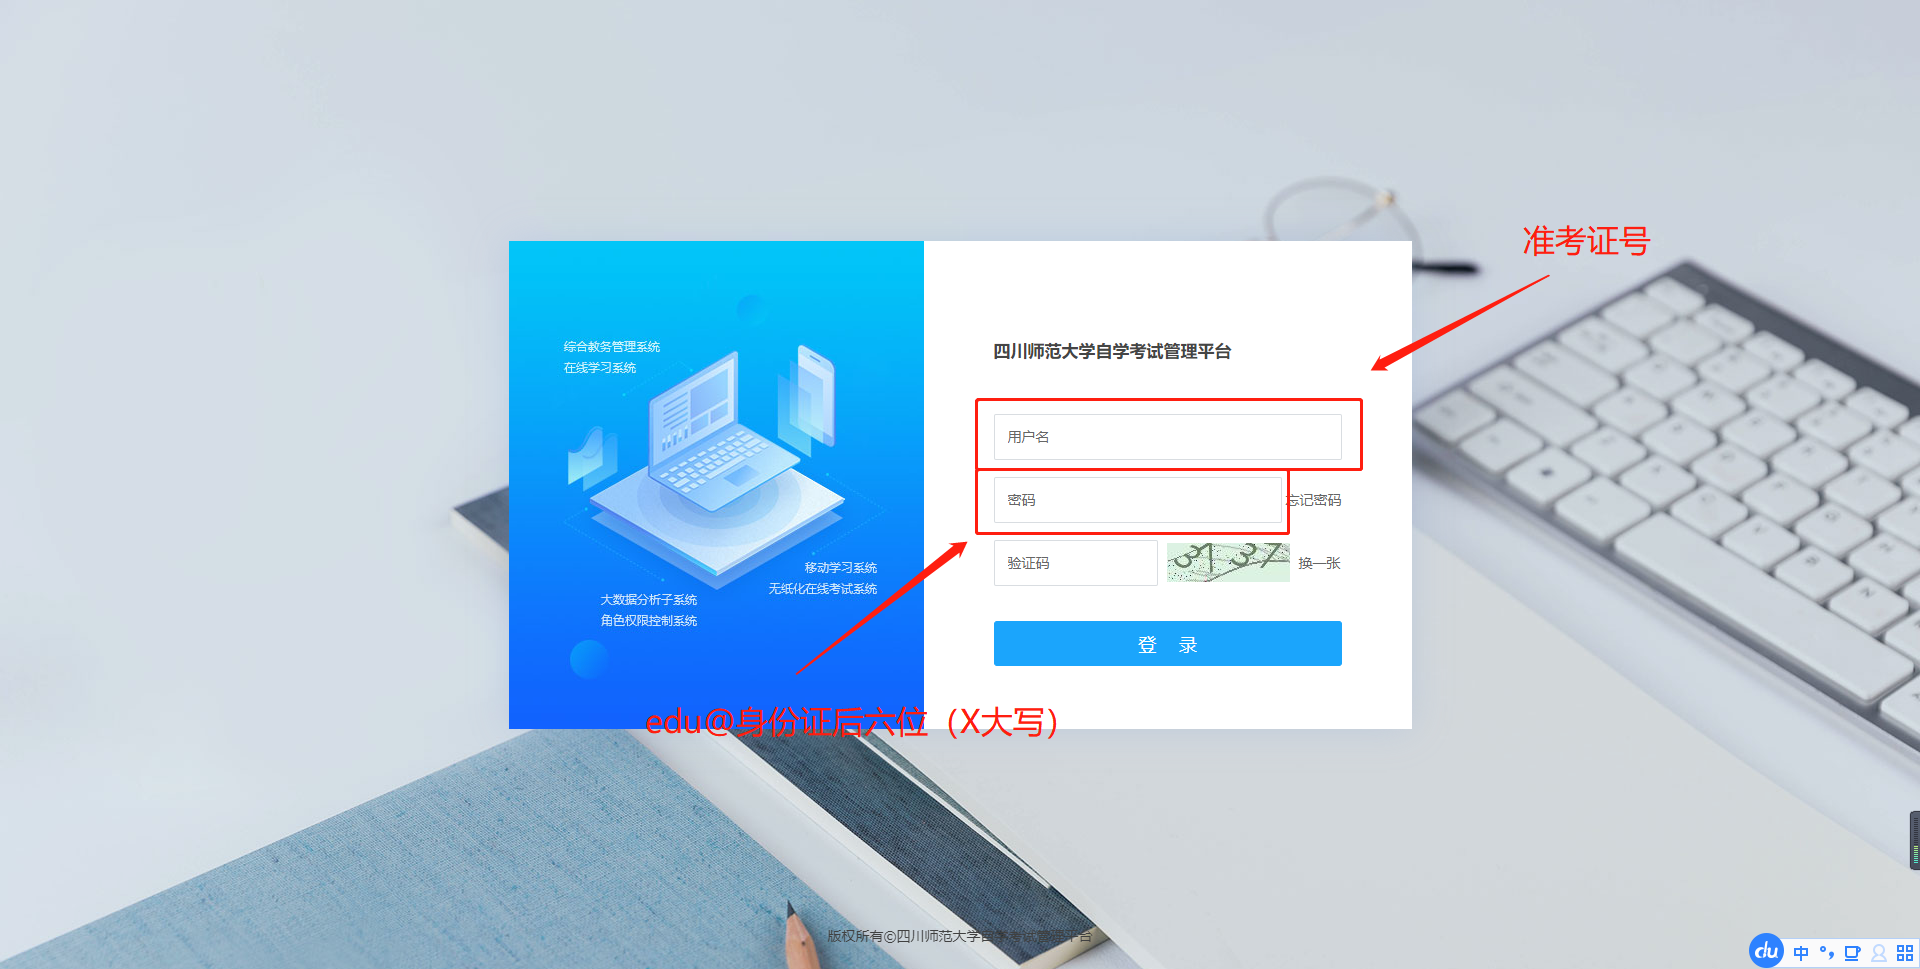 准考证号
综合教务管理系统
在线学习系统
四川师范大学自学考试管理平台
用户名
密码
忘记密码
验证码
3737
换一张
移动学习系统
无纸化在线考试系统
大数据分析子系统
角色权限控制系统
登 录
edu@身份证后六位（X大写）
版权所有©四川师范大学自学考试管理平台
du 中